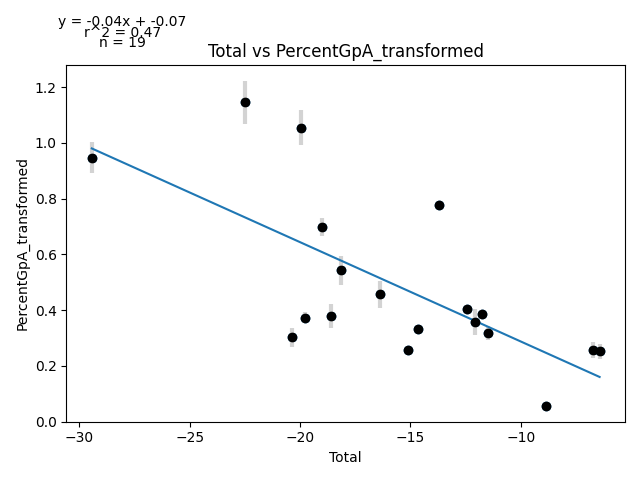 y = -0.04x + -0.07
r^2 = 0.47
n = 19
Total vs PercentGpA_transformed
PercentGpA_transformed
1.2
1.0
0.8
0.6
0.4
0.2
0.0
−30
−25
−20
−15
−10
Total